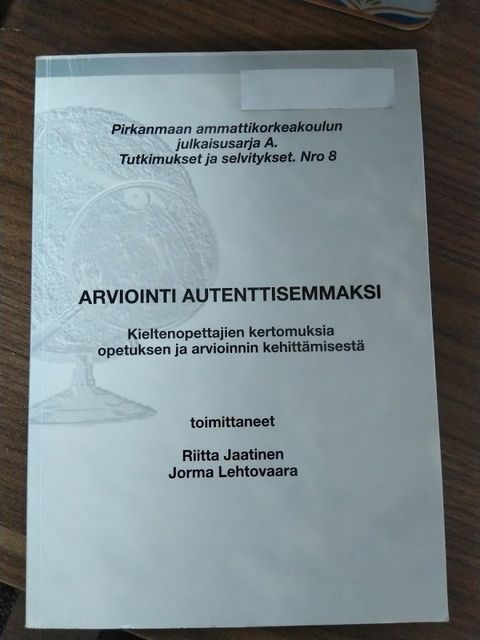 Pirkanmaan ammattikorkeakoulun
julkaisusarja A.
Tutkimukset ja selvitykset. Nro 8
ARVIOINTI AUTENTTISEMMAKSI
Kieltenopettajien kertomuksia
opetuksen ja arvioinnin kehittämisestä
toimittaneet
Riitta Jaatinen
Jorma Lehtovaara